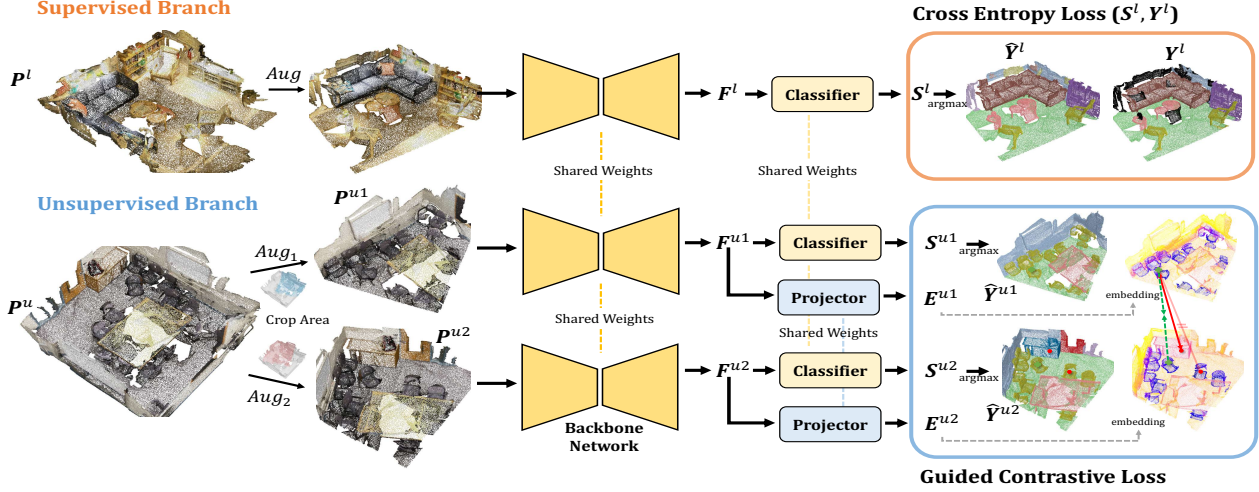 Supervised Branch
Cross Entropy Loss (S^l, Y^l)
P^l
Aug
F^l
Classifier
S^l
argmax
Ŷ^l
Y^l
Shared Weights
Shared Weights
Unsupervised Branch
P^u
Aug₁
Crop Area
Aug₂
P^u1
F^u1
Classifier
Projector
S^u1
argmax
Ŷ^u1
E^u1
embedding
Shared Weights
Shared Weights
P^u2
F^u2
Classifier
Projector
S^u2
argmax
Ŷ^u2
E^u2
embedding
Backbone
Network
Guided Contrastive Loss